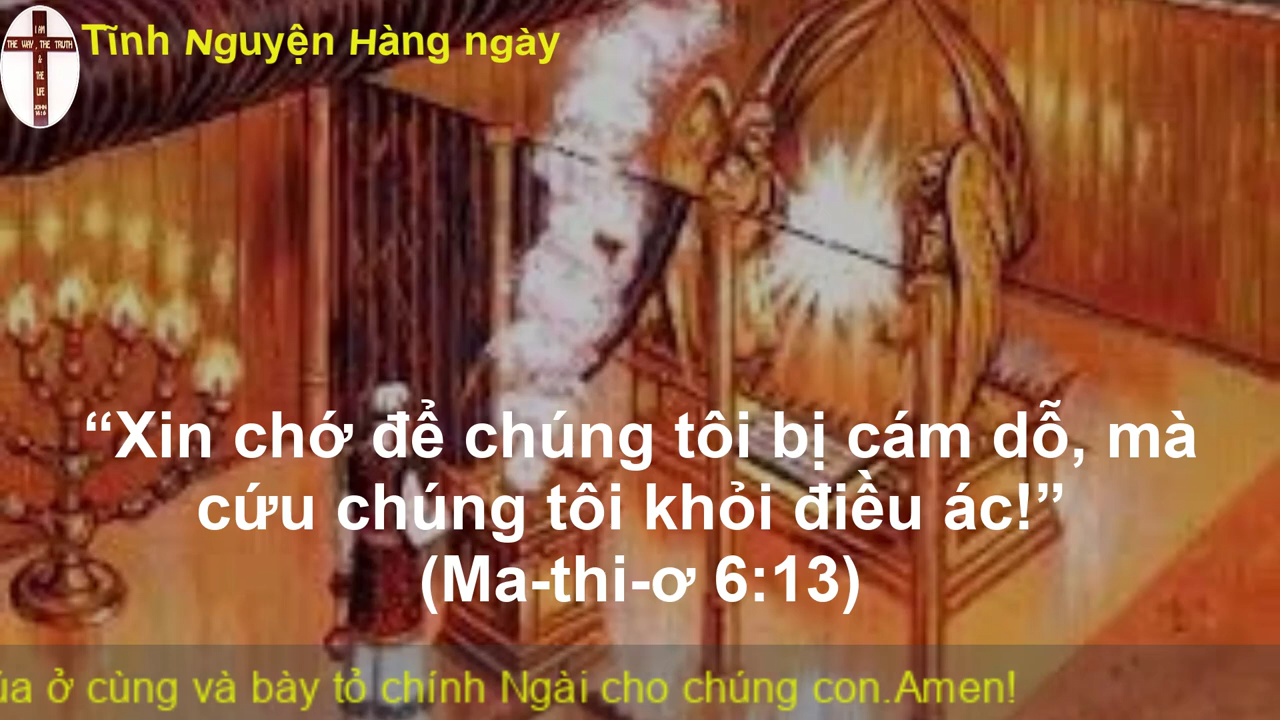 I AM
THE WAY, THE TRUTH
&
THE
LIFE
JOHN
Tĩnh Nguyện Hàng ngày
“Xin chớ để chúng tôi bị cám dỗ, mà
cứu chúng tôi khỏi điều ác!”
(Ma-thi-ơ 6:13)
ở cùng và bày tỏ chính Ngài cho chúng con.Amen!